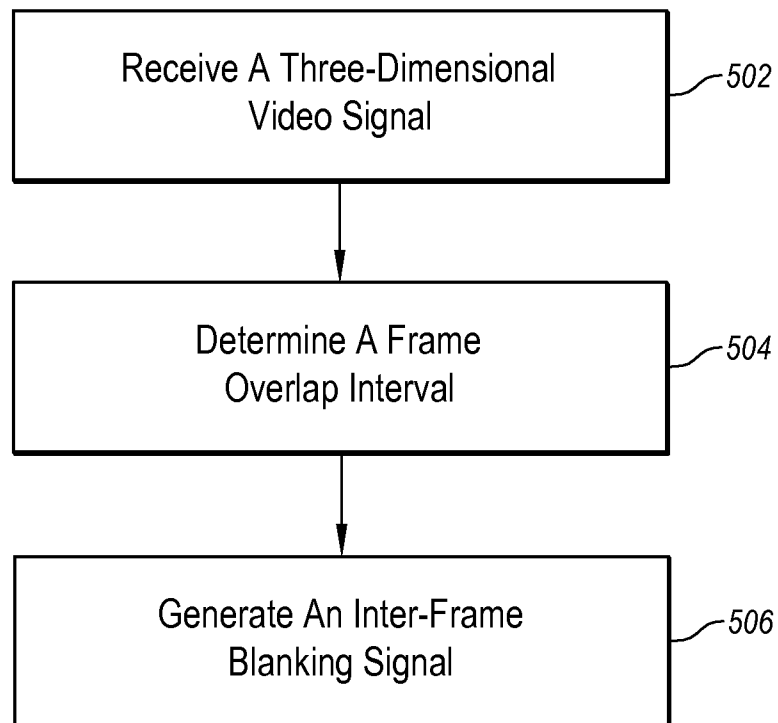 Receive A Three-Dimensional
Video Signal
502
Determine A Frame
Overlap Interval
504
Generate An Inter-Frame
Blanking Signal
506